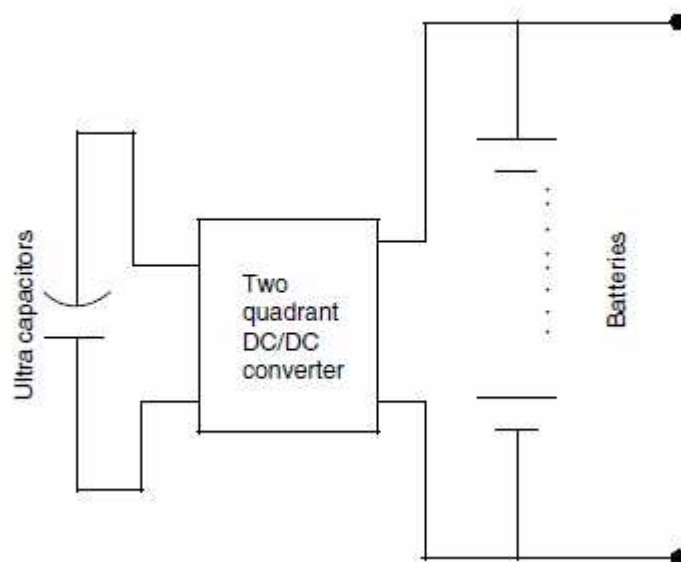 Ultra capacitors
Two
quadrant
DC/DC
converter
Batteries